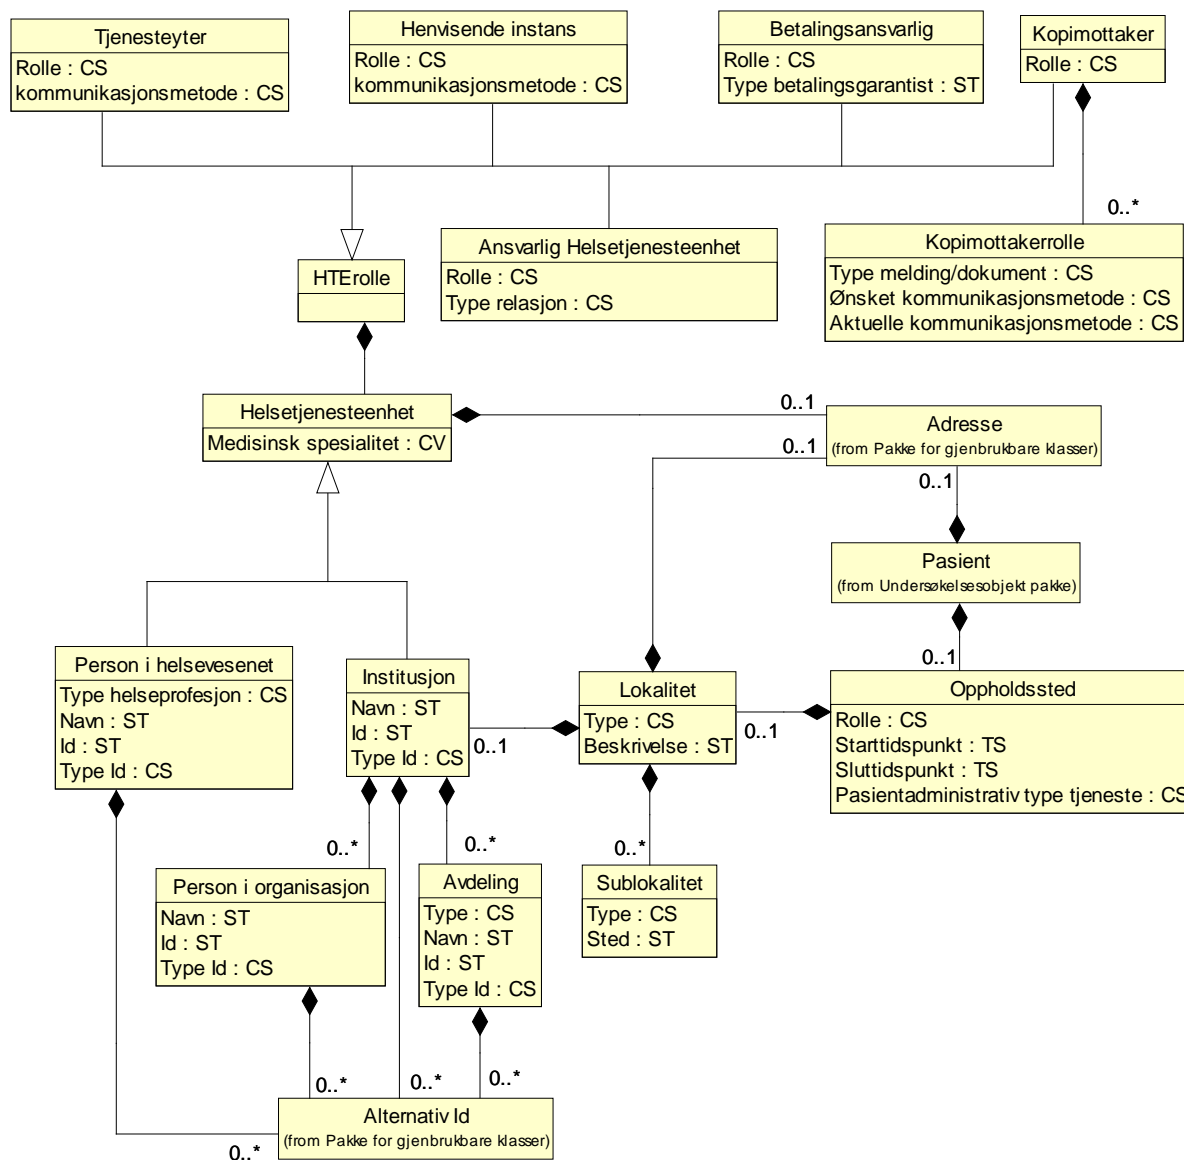 Tjenesteyter
Rolle : CS
kommunikasjonsmetode : CS
Henvisende instans
Rolle : CS
kommunikasjonsmetode : CS
Betalingsansvarlig
Rolle : CS
Type betalingsgarantist : ST
Kopimottaker
Rolle : CS
0..*
HTErolle
Ansvarlig Helsetjenesteenhet
Rolle : CS
Type relasjon : CS
Kopimottakerrolle
Type melding/dokument : CS
Ønsket kommunikasjonsmetode : CS
Aktuelle kommunikasjonsmetode : CS
Helsetjenesteenhet
Medisinsk spesialitet : CV
0..1
0..1
Adresse
(from Pakke for gjenbrukbare klasser)
0..1
Pasient
(from Undersøkelsesobjekt pakke)
0..1
Person i helsevesenet
Type helseprofesjon : CS
Navn : ST
Id : ST
Type Id : CS
Institusjon
Navn : ST
Id : ST
Type Id : CS
0..1
Lokalitet
Type : CS
Beskrivelse : ST
0..1
Oppholdssted
Rolle : CS
Starttidspunkt : TS
Sluttidspunkt : TS
Pasientadministrativ type tjeneste : CS
0..*
0..*
0..*
Person i organisasjon
Navn : ST
Id : ST
Type Id : CS
Avdeling
Type : CS
Navn : ST
Id : ST
Type Id : CS
Sublokalitet
Type : CS
Sted : ST
0..*
0..*
0..*
Alternativ Id
(from Pakke for gjenbrukbare klasser)
0..*